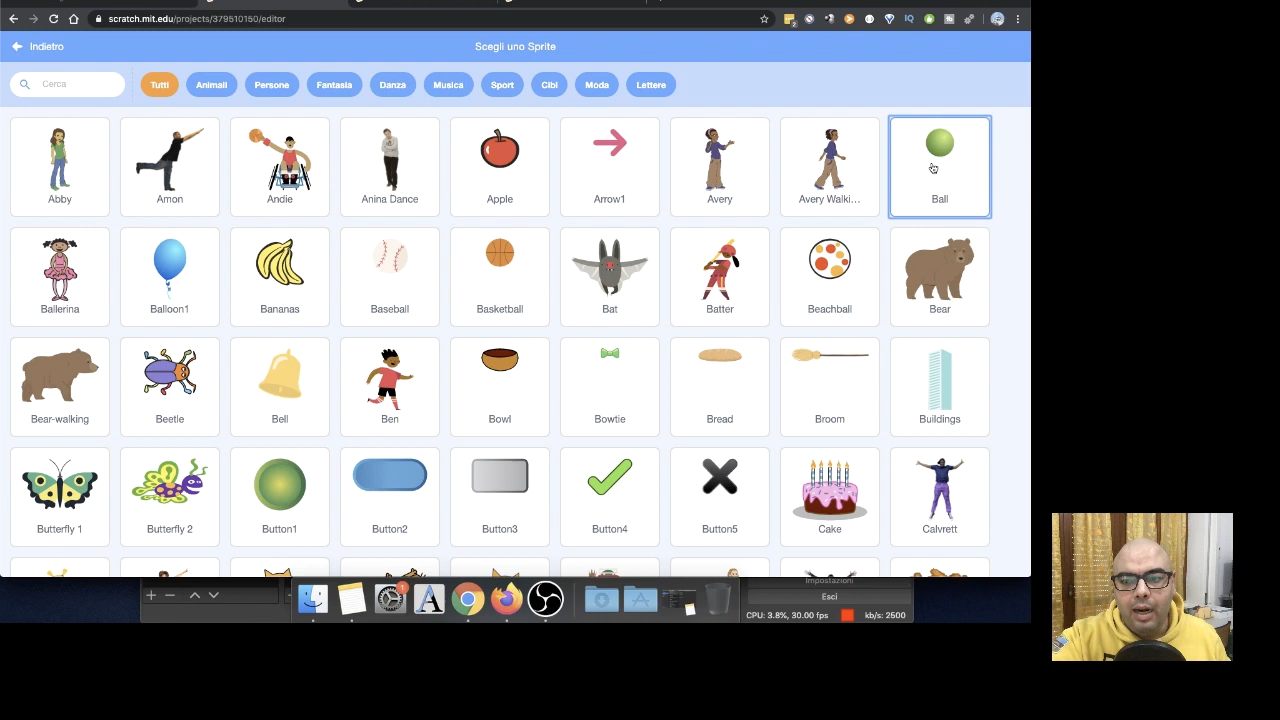 scratch.mit.edu/projects/379510150/editor
Indietro
Scegli uno Sprite
Cerca
Tutti
Animali
Persone
Fantasia
Danza
Musica
Sport
Cibi
Moda
Lettere
Abby
Amon
Andie
Anina Dance
Apple
Arrow1
Avery
Avery Walki...
Ball
Ballerina
Balloon1
Bananas
Baseball
Basketball
Bat
Batter
Beachball
Bear
Bear-walking
Beetle
Bell
Ben
Bowl
Bowtie
Bread
Broom
Buildings
Butterfly 1
Butterfly 2
Button1
Button2
Button3
Button4
Button5
Cake
Calvrett
Impostazioni
Esci
CPU: 3.8%, 30.00 fps
kb/s: 2500